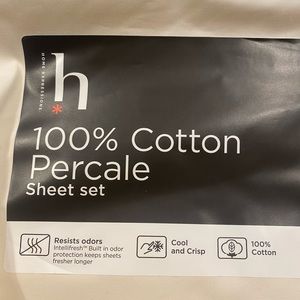 HOME EXPRESSIONS
h
100% Cotton
Percale
Sheet set
Resists odors
Intellifresh™ Built in odor
protection keeps sheets
fresher longer
Cool
and Crisp
100%
Cotton